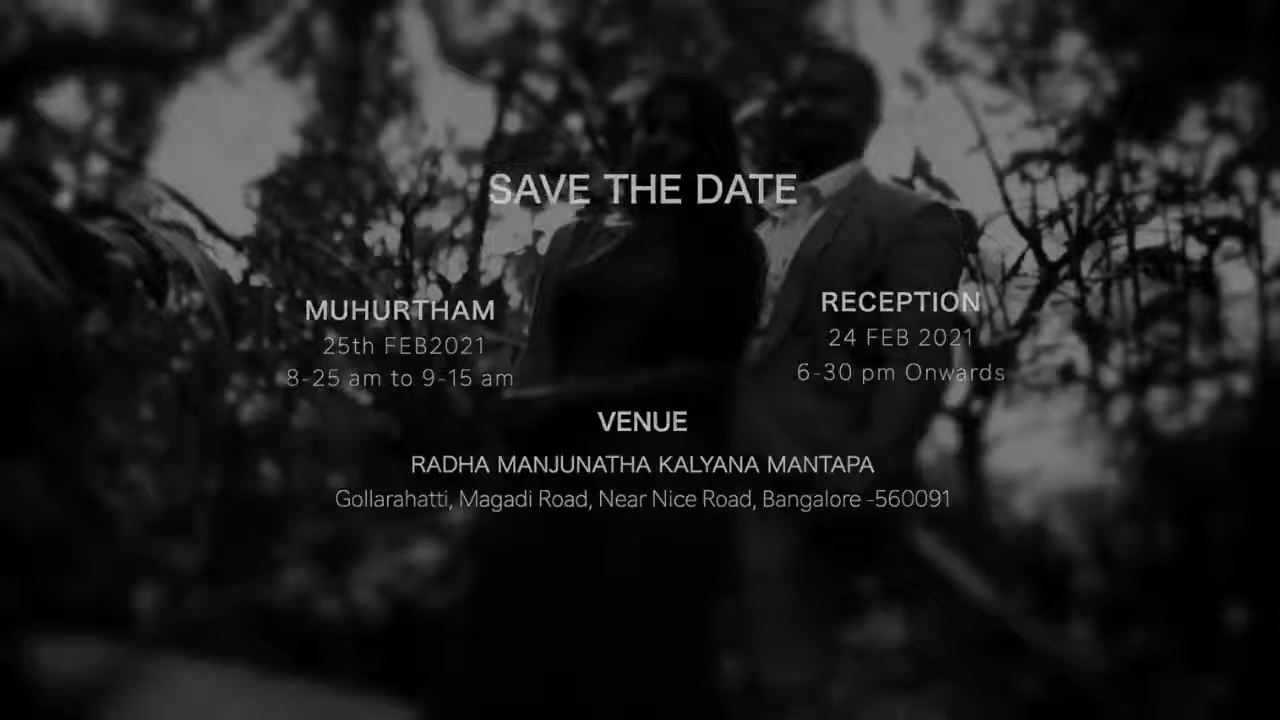 SAVE THE DATE
MUHURTHAM
25th FEB2021
8-25 am to 9-15 am
RECEPTION
24 FEB 2021
6-30 pm Onwards
VENUE
RADHA MANJUNATHA KALYANA MANTAPA
Gollarahatti, Magadi Road, Near Nice Road, Bangalore -560091